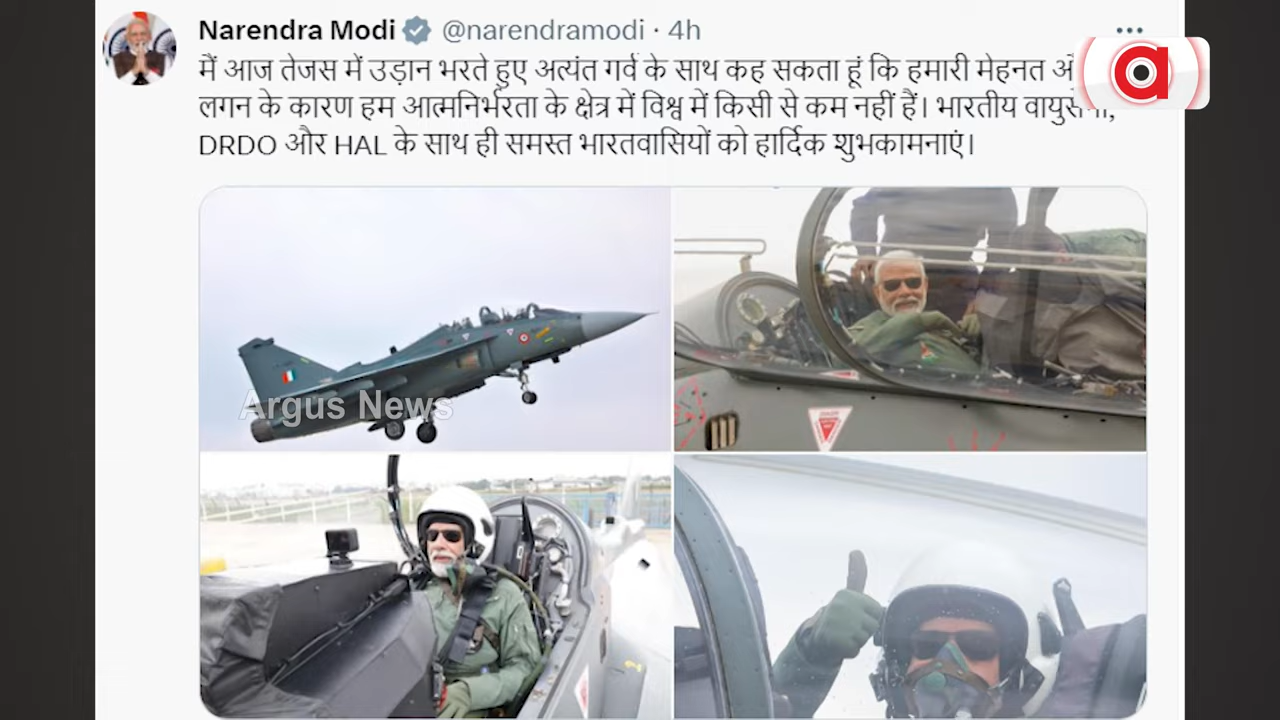 Narendra Modi @narendramodi · 4h
मैं आज तेजस में उड़ान भरते हुए अत्यंत गर्व के साथ कह सकता हूं कि हमारी मेहनत
लगन के कारण हम आत्मनिर्भरता के क्षेत्र में विश्व में किसी से कम नहीं हैं। भारतीय
DRDO और HAL के साथ ही समस्त भारतवासियों को हार्दिक शुभकामनाएं।
a
Argus News